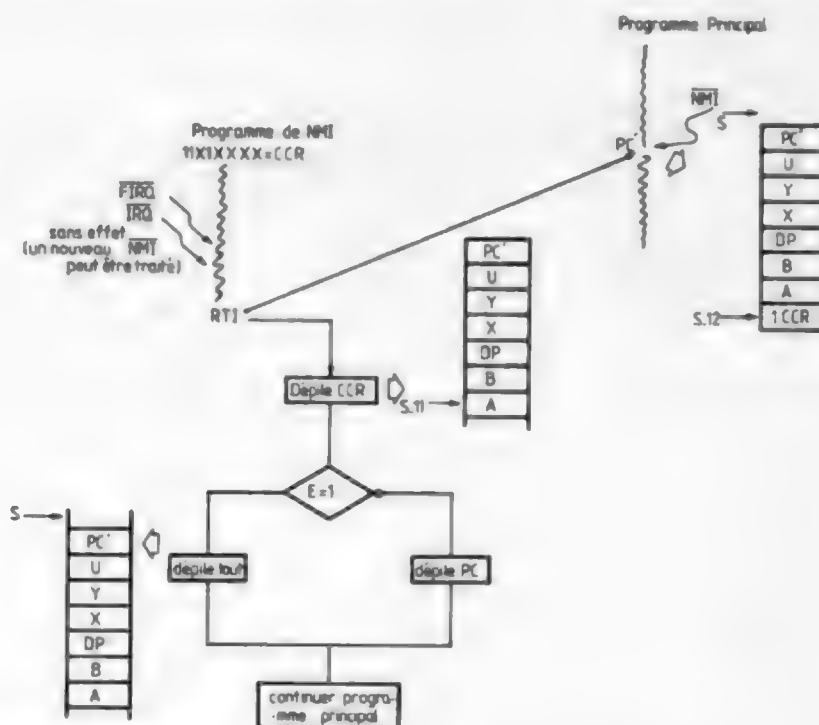 Programme Principal
NMI
S
PC'
PC'
U
Y
X
DP
B
A
S-12
1 CCR
Programme de NMI
11X1XXXX=CCR
FIRQ
IRQ
sans effet
(un nouveau NMI
peut être traité)
RTI
PC'
U
Y
X
DP
B
A
S-11
Dépile CCR
E=1
S
PC'
U
Y
X
DP
B
A
dépile tout
dépile PC
continuer progra-
-mme principal